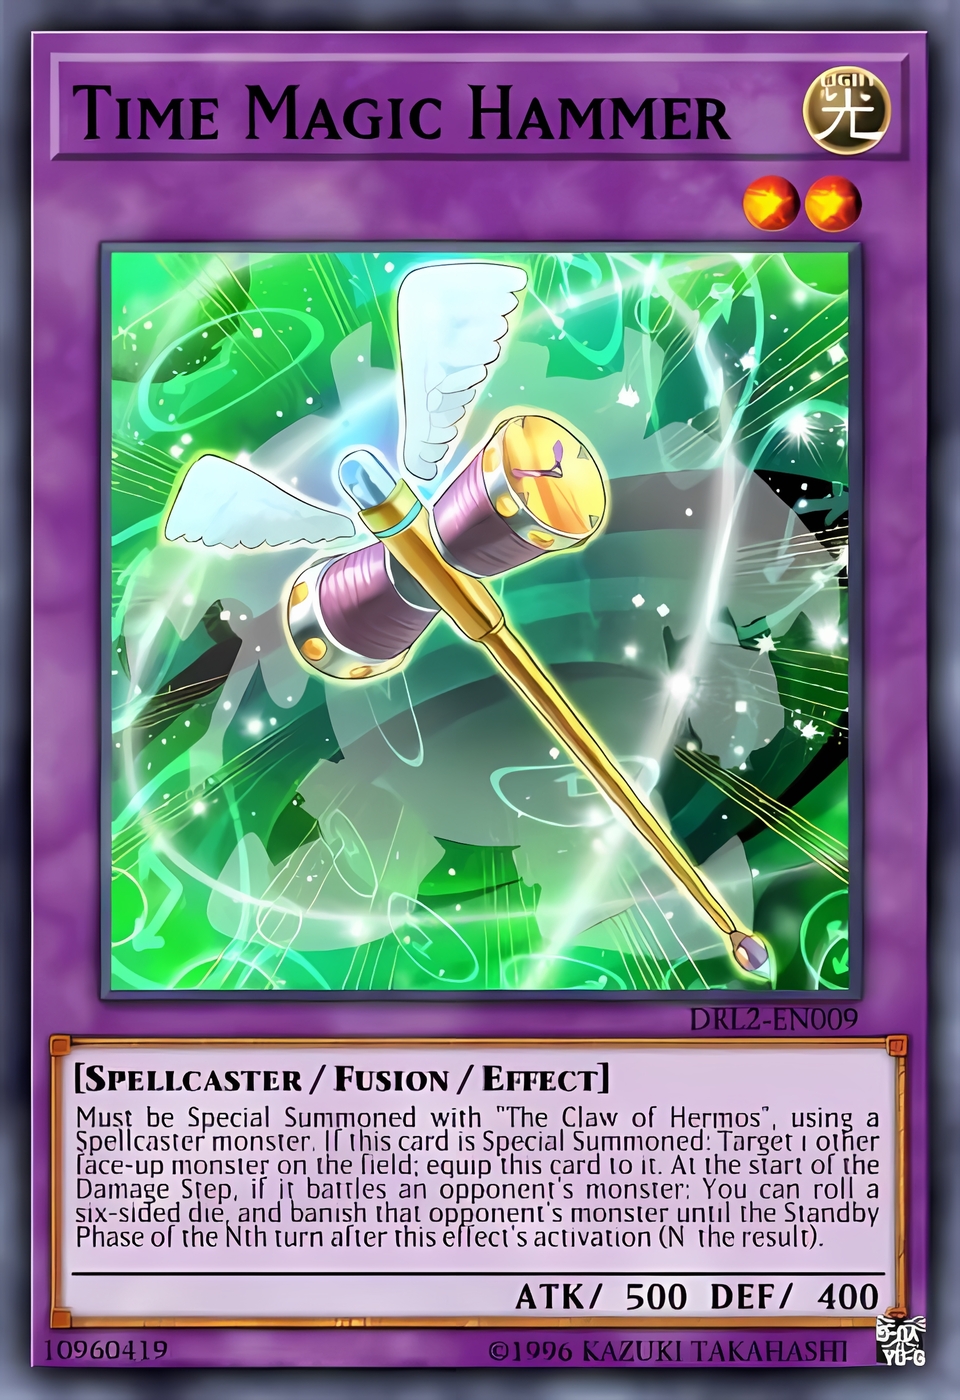 TIME MAGIC HAMMER
光
DRL2-EN009
[SPELLCASTER / FUSION / EFFECT]
Must be Special Summoned with "The Claw of Hermos", using a
Spellcaster monster. If this card is Special Summoned: Target 1 other
face-up monster on the field; equip this card to it. At the start of the
Damage Step, if it battles an opponent's monster: You can roll a
six-sided die, and banish that opponent's monster until the Standby
Phase of the Nth turn after this effect's activation (N the result).
ATK/ 500 DEF/ 400
10960419
©1996 KAZUKI TAKAHASHI